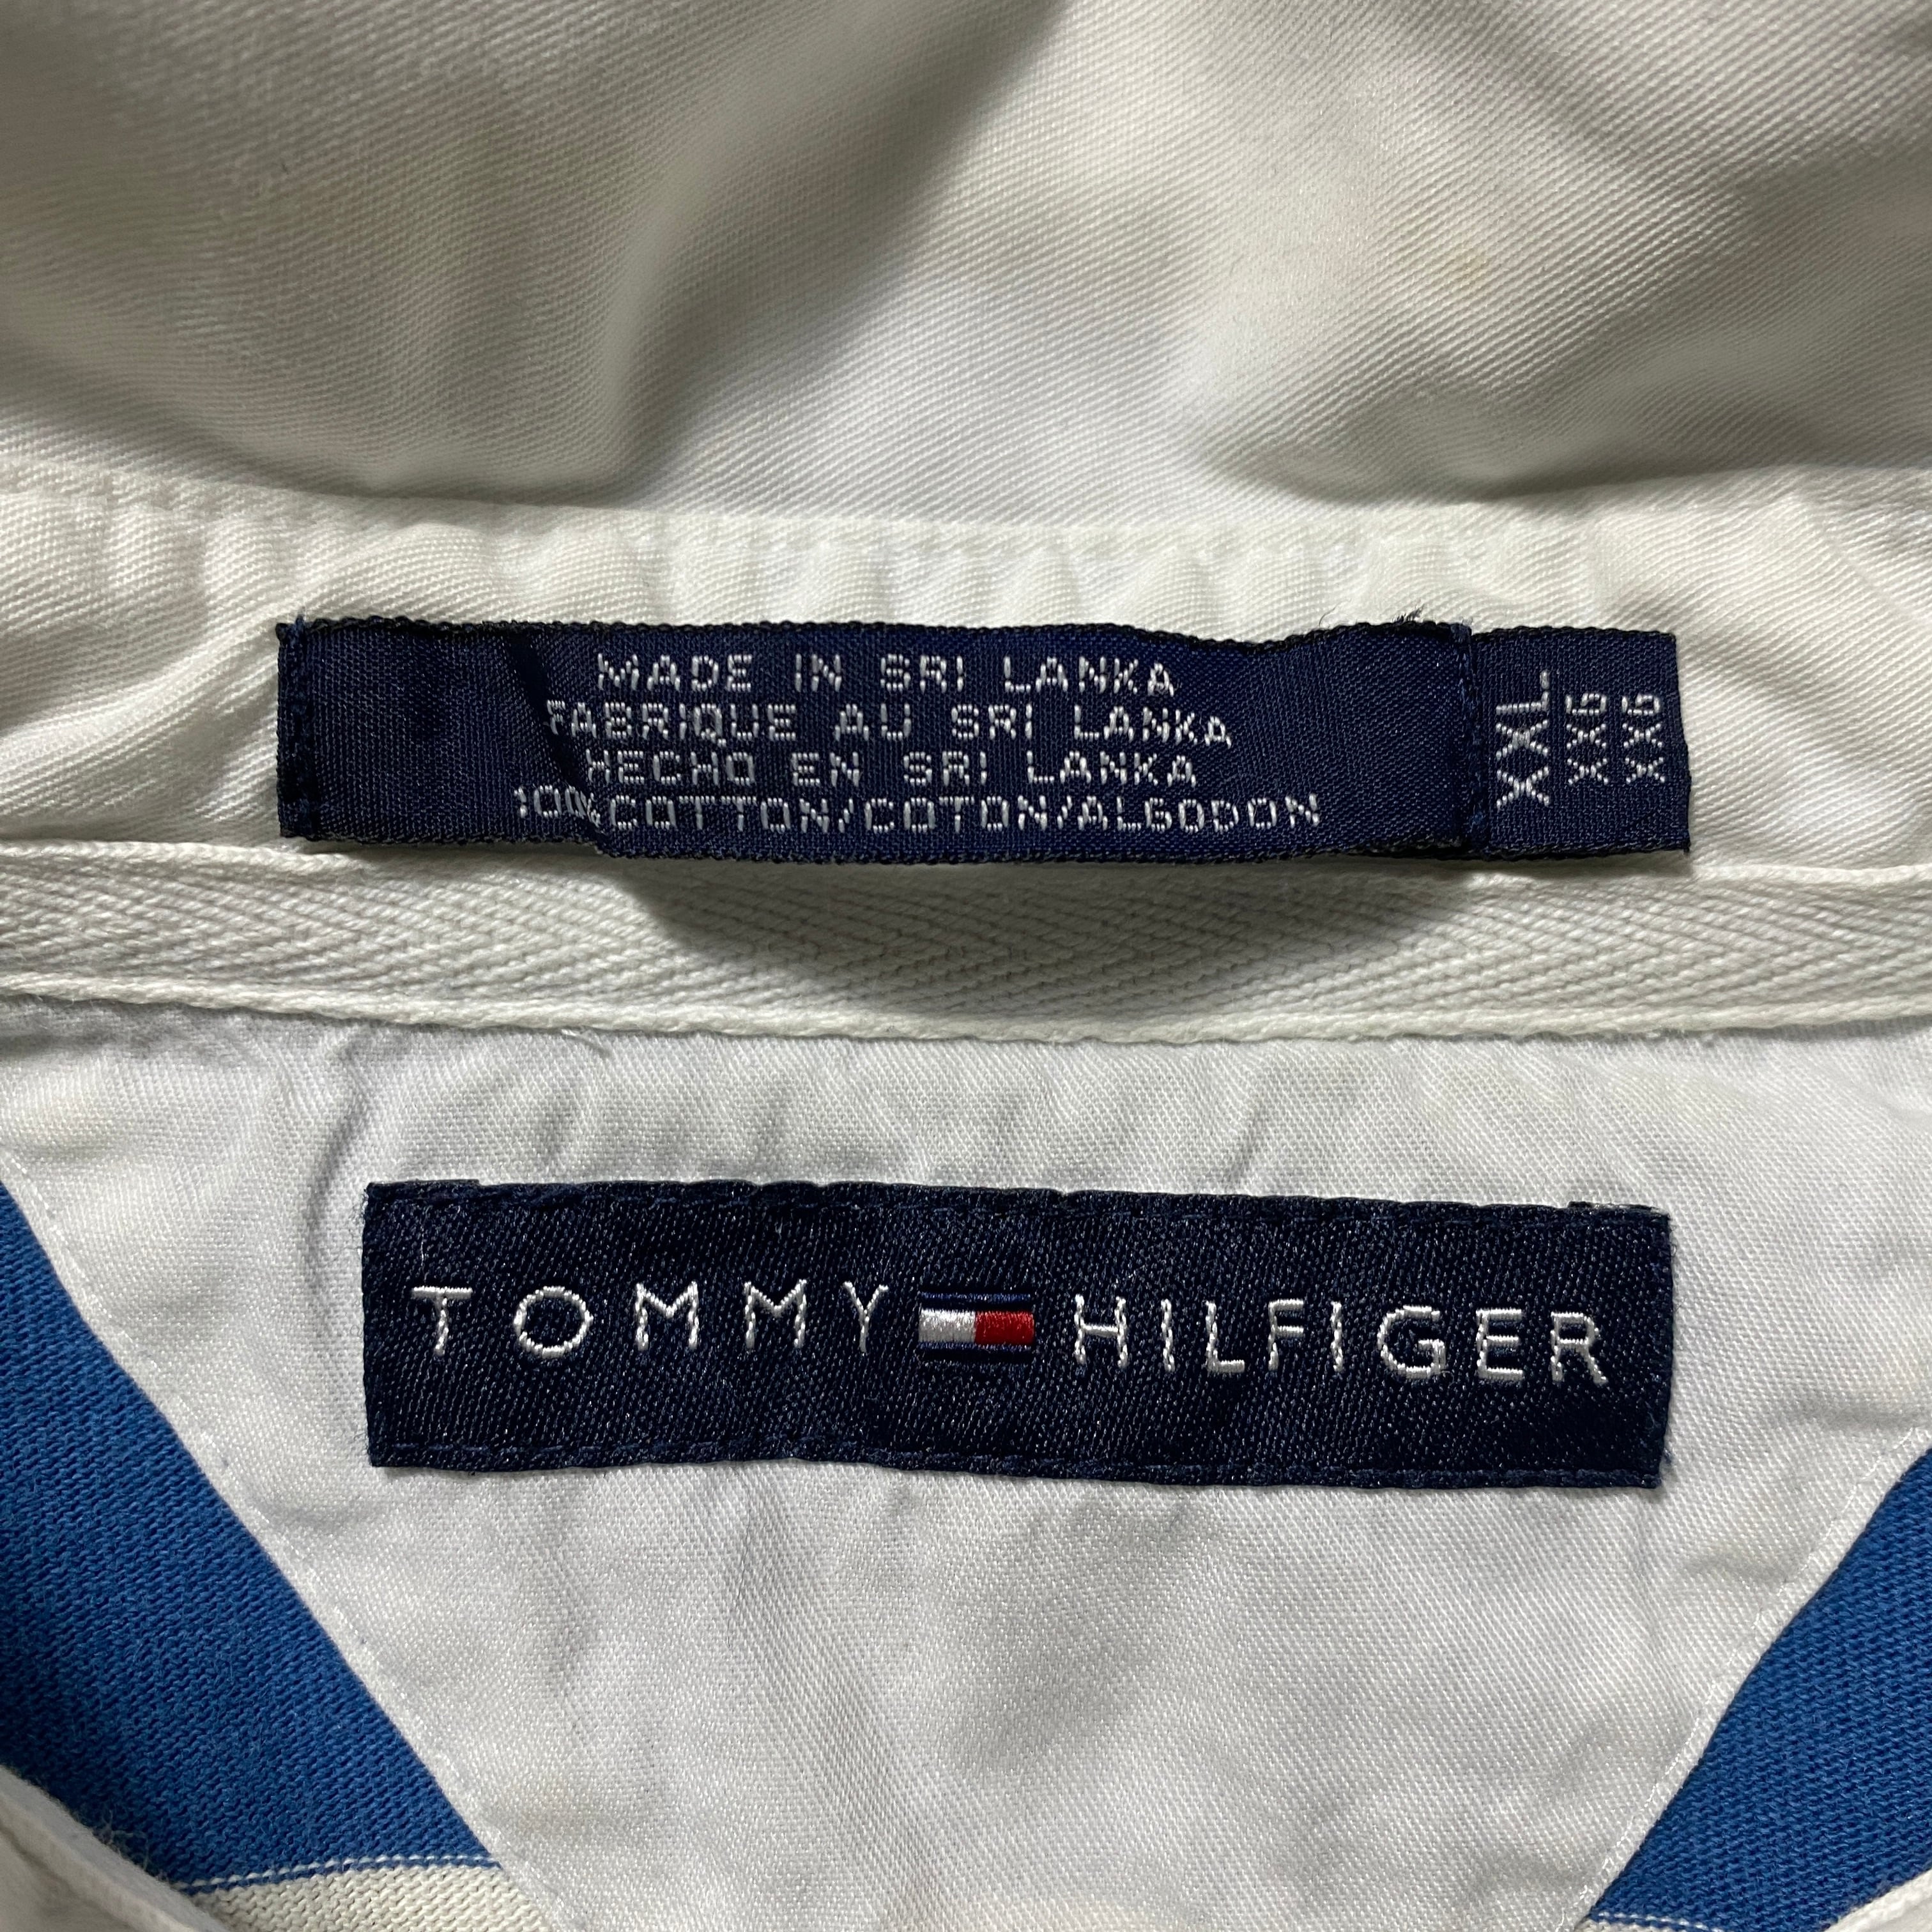 MADE IN SRI LANKA
FABRIQUE AU SRI LANKA
HECHO EN SRI LANKA
100% COTTON/COTON/ALGODON
XXL
XXG
XXG
TOMMY HILFIGER